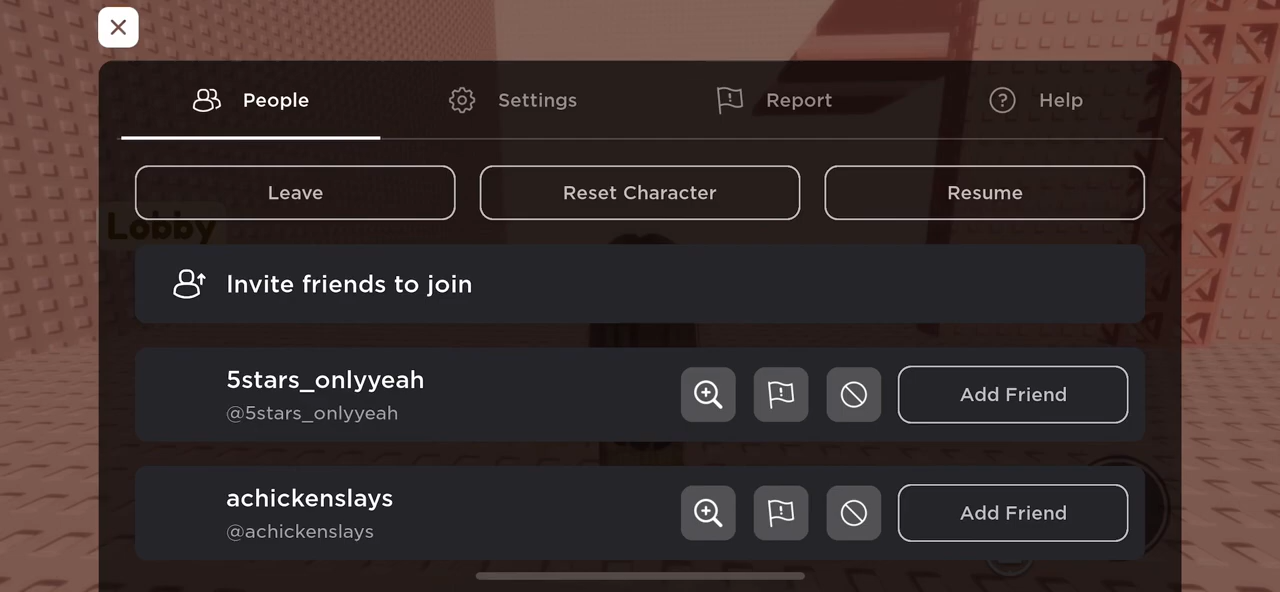 People
Settings
Report
Help
Leave
Reset Character
Resume
Lobby
Invite friends to join
5stars_onlyyeah
@5stars_onlyyeah
Add Friend
achickenslays
@achickenslays
Add Friend